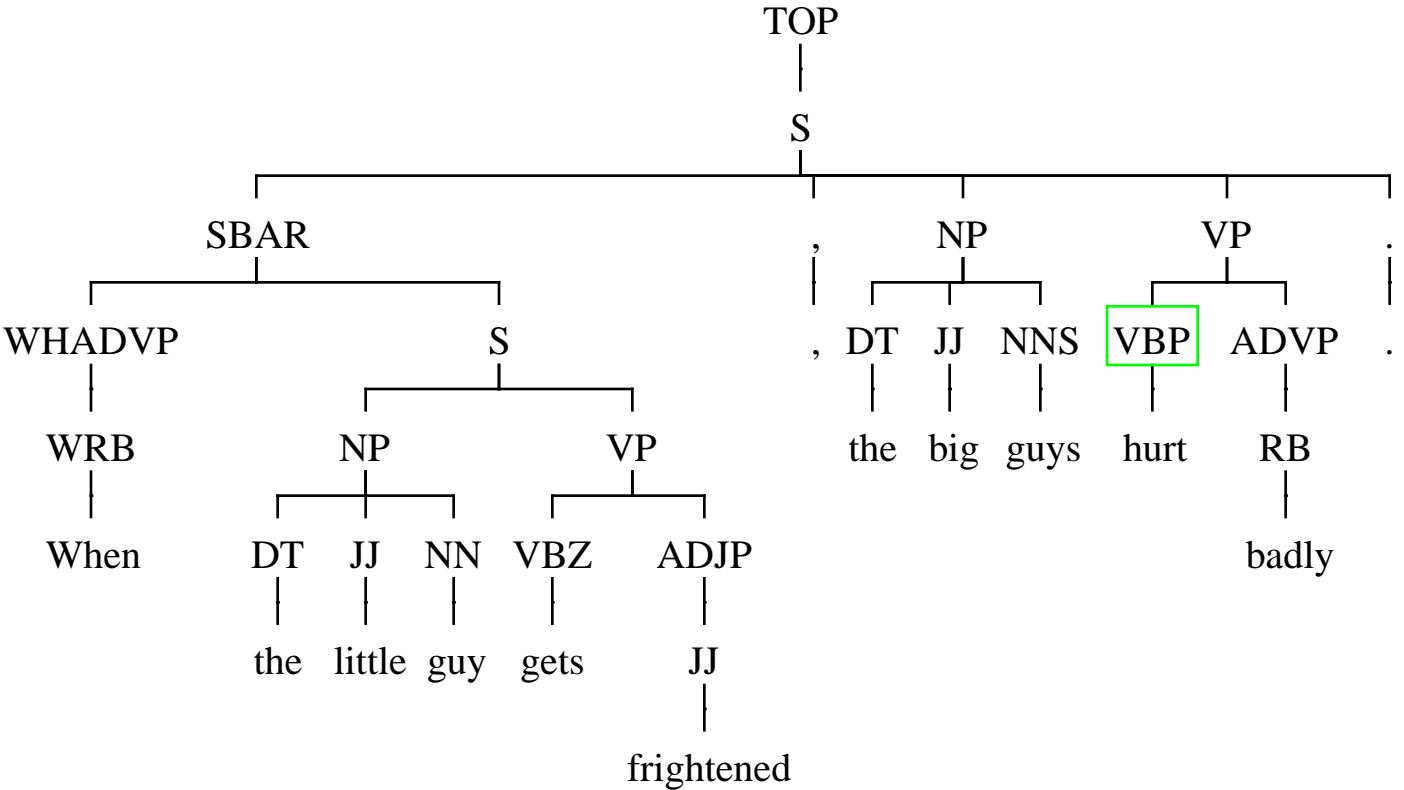 TOP
S
SBAR , NP VP .
WHADVP S , DT JJ NNS VBP ADVP .
WRB NP VP the big guys hurt RB
When DT JJ NN VBZ ADJP badly
the little guy gets JJ
frightened